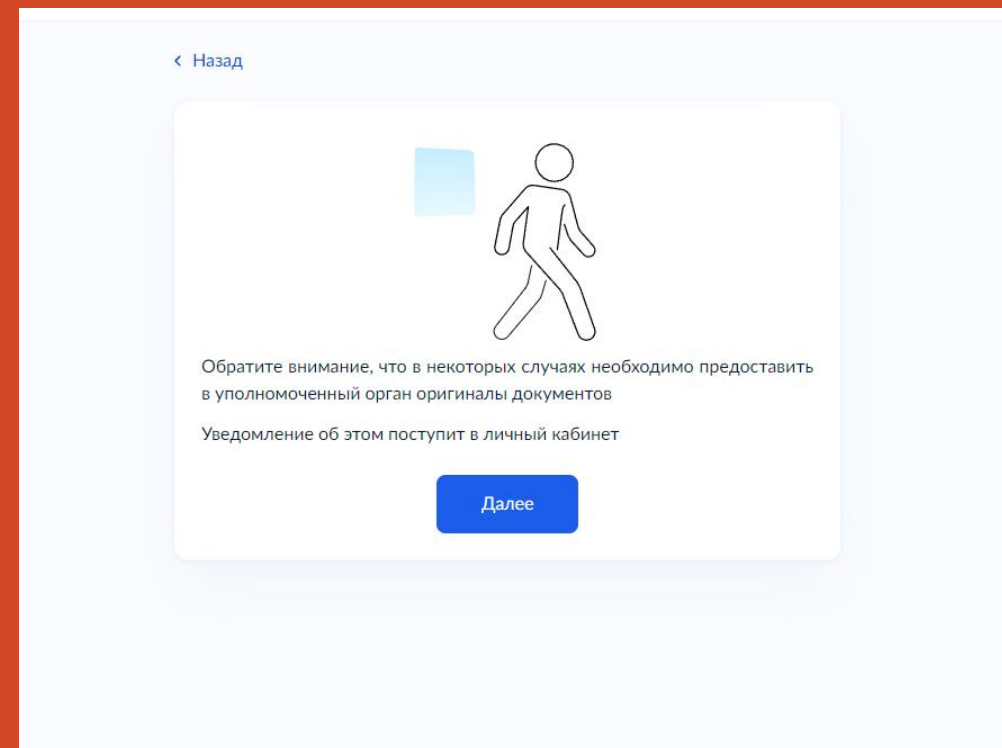 Назад
Обратите внимание, что в некоторых случаях необходимо предоставить
в уполномоченный орган оригиналы документов
Уведомление об этом поступит в личный кабинет
Далее